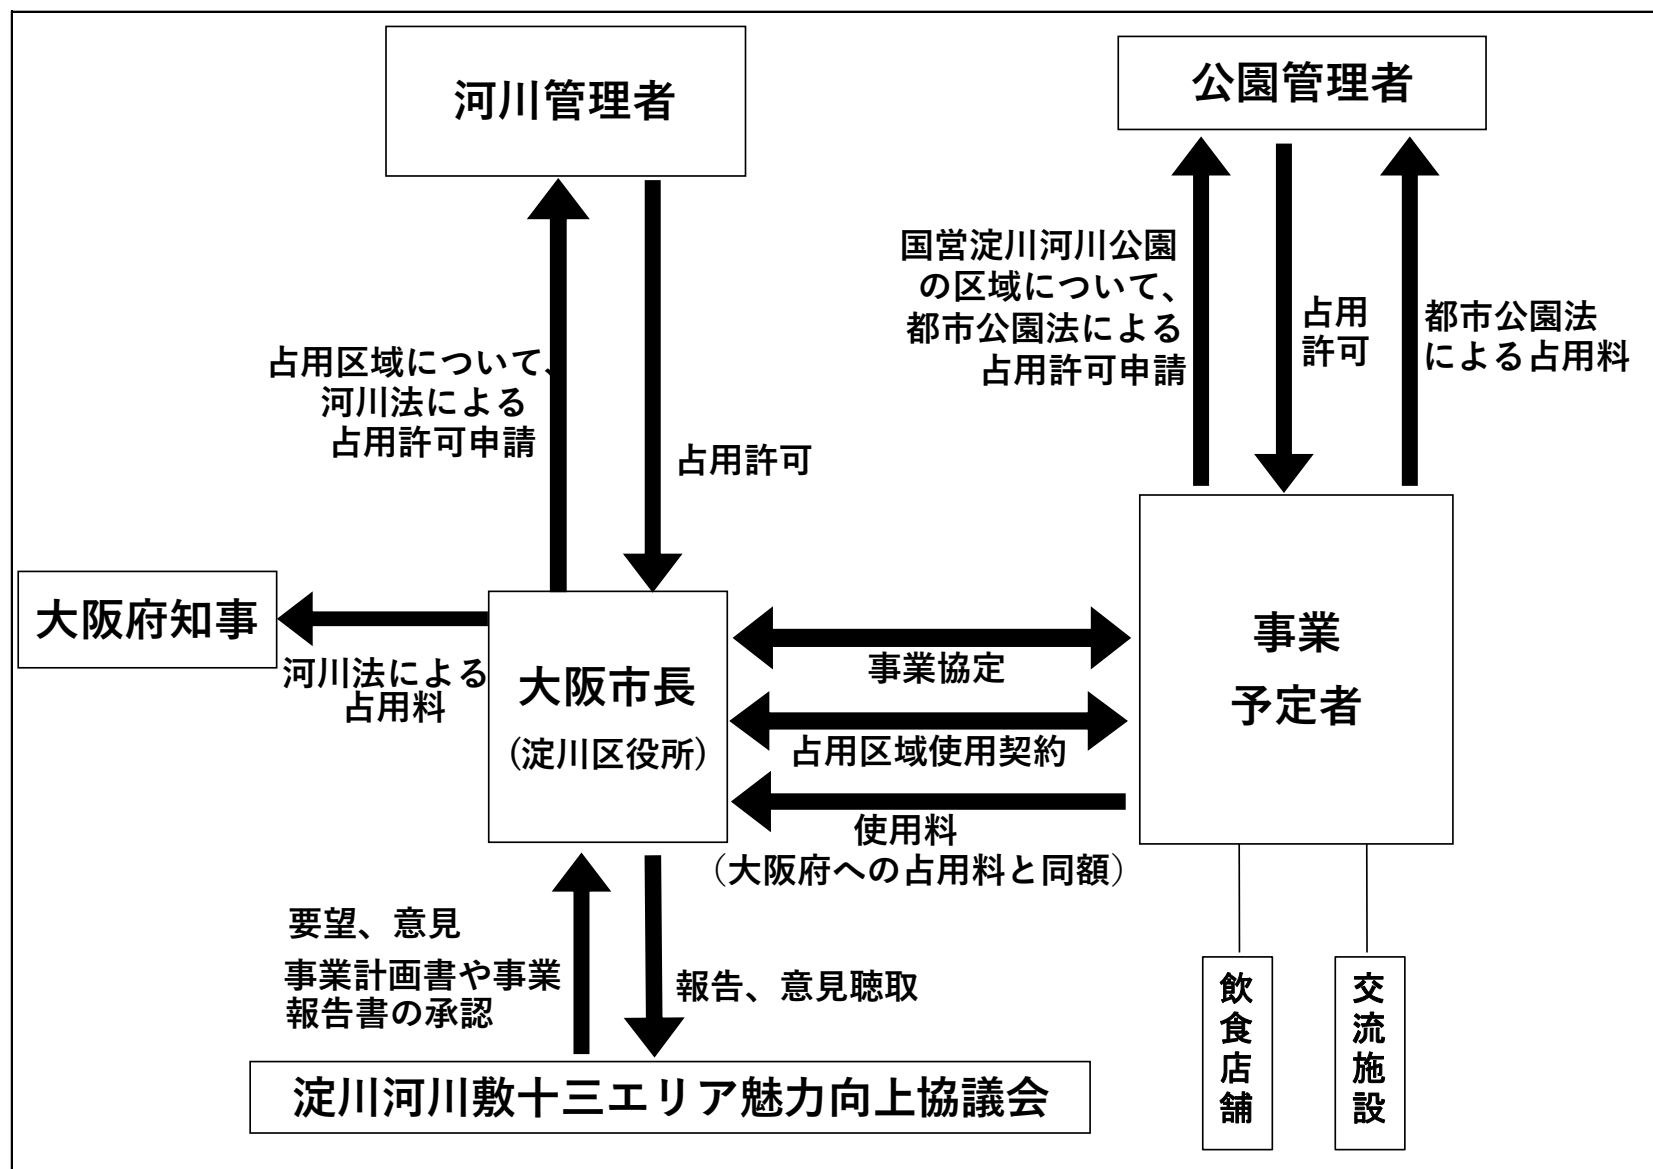 河川管理者
公園管理者
国営淀川河川公園
の区域について、
都市公園法による
占用許可申請
占用
許可
都市公園法
による占用料
占用区域について、
河川法による
占用許可申請
占用許可
大阪府知事
河川法による
占用料
大阪市長
(淀川区役所)
事業協定
占用区域使用契約
使用料
（大阪府への占用料と同額）
事業
予定者
要望、意見
事業計画書や事業
報告書の承認
報告、意見聴取
淀川河川敷十三エリア魅力向上協議会
飲食店舗
交流施設